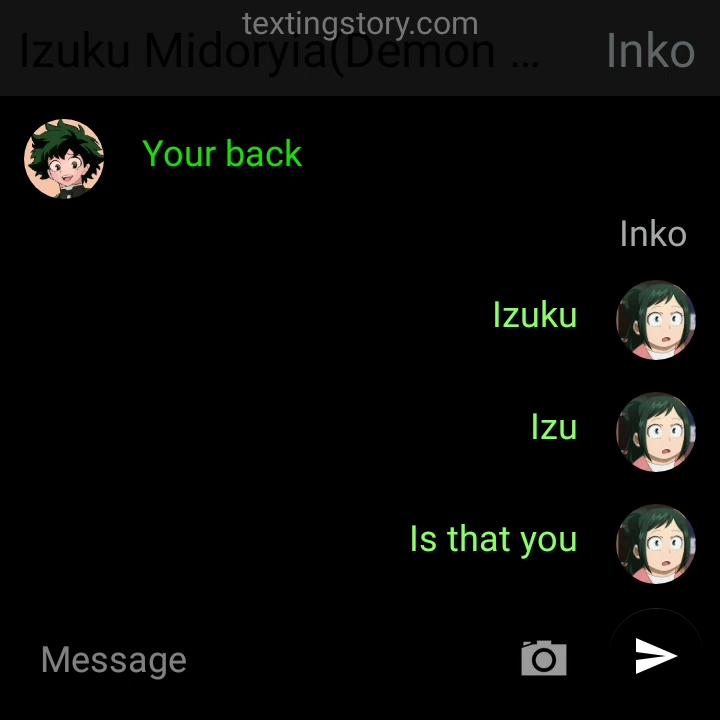 textingstory.com
Izuku Midoryia(Demon ... Inko
Your back
Inko
Izuku
Izu
Is that you
Message